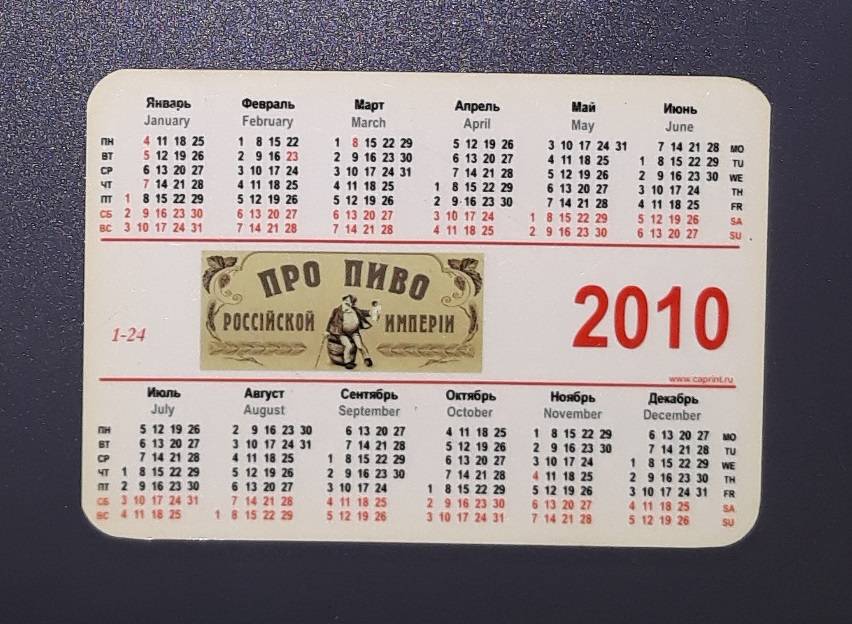 Январь Февраль Март Апрель Май Июнь
January February March April May June
ПН 4 11 18 25 1 8 15 22 1 8 15 22 29 5 12 19 26 3 10 17 24 31 7 14 21 28 MO
ВТ 5 12 19 26 2 9 16 23 2 9 16 23 30 6 13 20 27 4 11 18 25 1 8 15 22 29 TU
СР 6 13 20 27 3 10 17 24 3 10 17 24 31 7 14 21 28 5 12 19 26 2 9 16 23 30 WE
ЧТ 7 14 21 28 4 11 18 25 4 11 18 25 1 8 15 22 29 6 13 20 27 3 10 17 24 TH
ПТ 1 8 15 22 29 5 12 19 26 5 12 19 26 2 9 16 23 30 7 14 21 28 4 11 18 25 FR
СБ 2 9 16 23 30 6 13 20 27 6 13 20 27 3 10 17 24 1 8 15 22 29 5 12 19 26 SA
ВС 3 10 17 24 31 7 14 21 28 7 14 21 28 4 11 18 25 2 9 16 23 30 6 13 20 27 SU
ПРО ПИВО
РОССІЙСКОЙ ИМПЕРІИ
1-24
2010
www.caprint.ru
Июль Август Сентябрь Октябрь Ноябрь Декабрь
July August September October November December
ПН 5 12 19 26 2 9 16 23 30 6 13 20 27 4 11 18 25 1 8 15 22 29 6 13 20 27 MO
ВТ 6 13 20 27 3 10 17 24 31 7 14 21 28 5 12 19 26 2 9 16 23 30 7 14 21 28 TU
СР 7 14 21 28 4 11 18 25 1 8 15 22 29 6 13 20 27 3 10 17 24 1 8 15 22 29 WE
ЧТ 1 8 15 22 29 5 12 19 26 2 9 16 23 30 7 14 21 28 4 11 18 25 2 9 16 23 30 TH
ПТ 2 9 16 23 30 6 13 20 27 3 10 17 24 1 8 15 22 29 5 12 19 26 3 10 17 24 31 FR
СБ 3 10 17 24 31 7 14 21 28 4 11 18 25 2 9 16 23 30 6 13 20 27 4 11 18 25 SA
ВС 4 11 18 25 1 8 15 22 29 5 12 19 26 3 10 17 24 31 7 14 21 28 5 12 19 26 SU